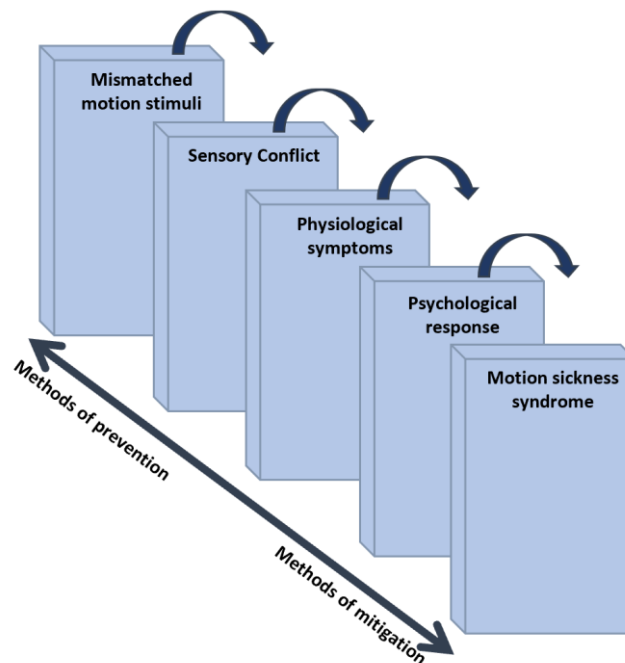 Mismatched
motion stimuli
Sensory Conflict
Physiological
symptoms
Psychological
response
Motion sickness
syndrome
Methods of prevention
Methods of mitigation